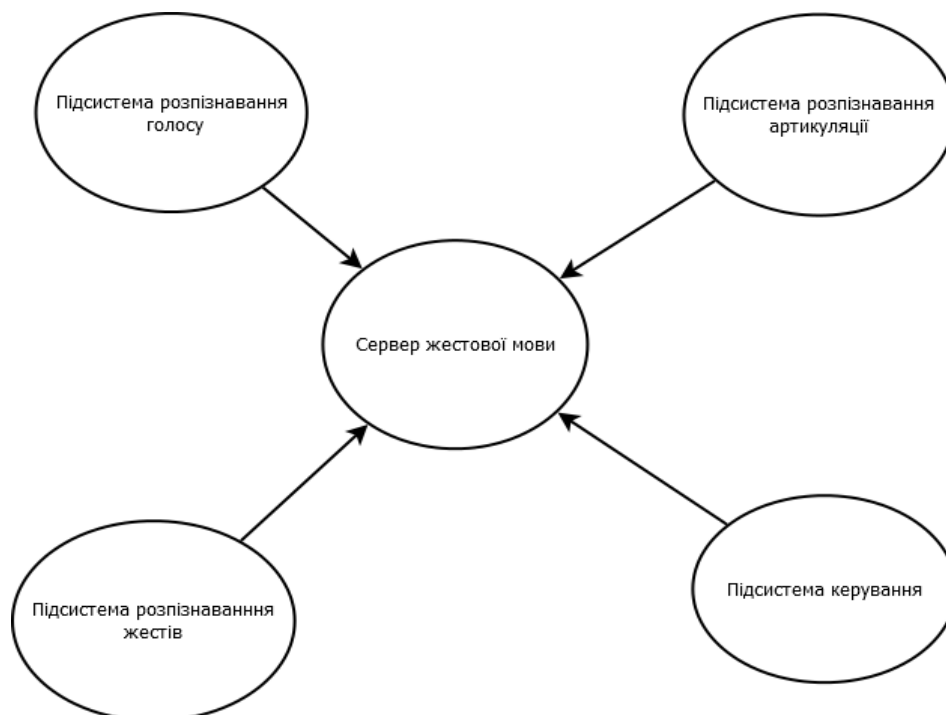 Підсистема розпізнавання
голосу
Підсистема розпізнавання
артикуляції
Сервер жестової мови
Підсистема розпізнаванння
жестів
Підсистема керування